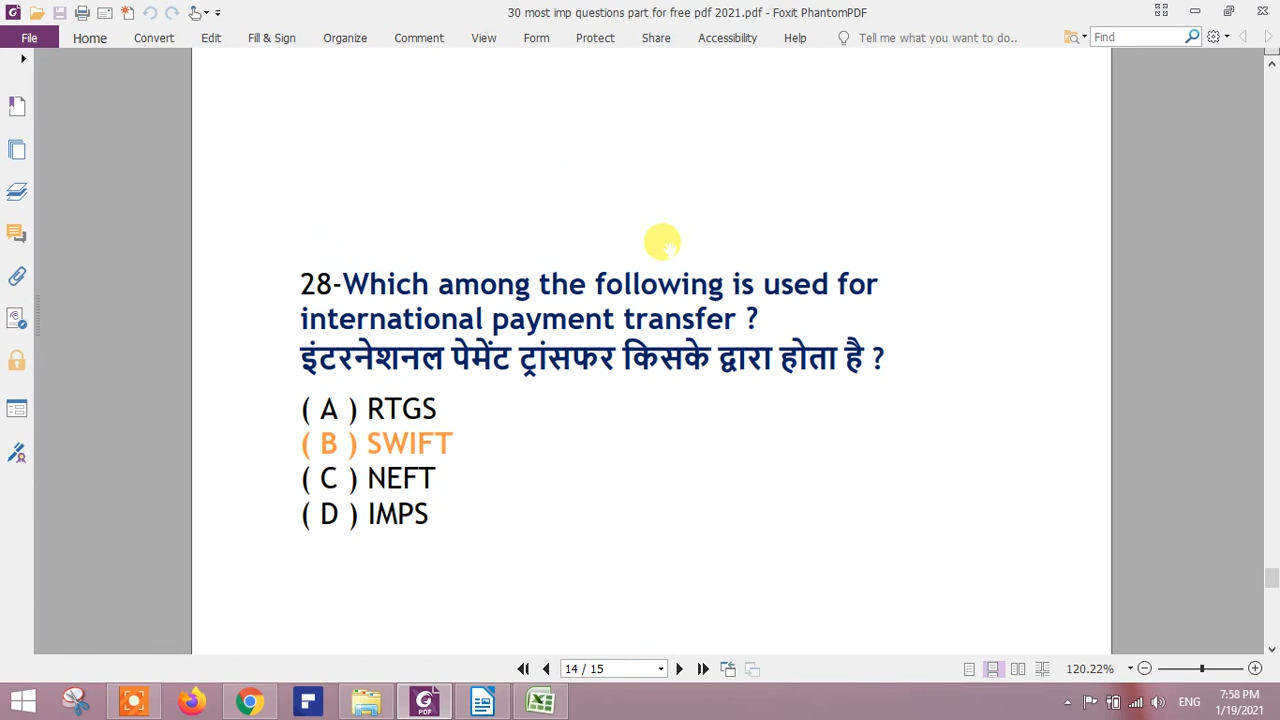 30 most imp questions part for free pdf 2021.pdf - Foxit PhantomPDF
File Home Convert Edit Fill & Sign Organize Comment View Form Protect Share Accessibility Help Tell me what you want to do.. Find
28-Which among the following is used for
international payment transfer ?
इंटरनेशनल पेमेंट ट्रांसफर किसके द्वारा होता है ?
( A ) RTGS
( B ) SWIFT
( C ) NEFT
( D ) IMPS
14 / 15 120.22%
PDF
ENG
7:58 PM
1/19/2021